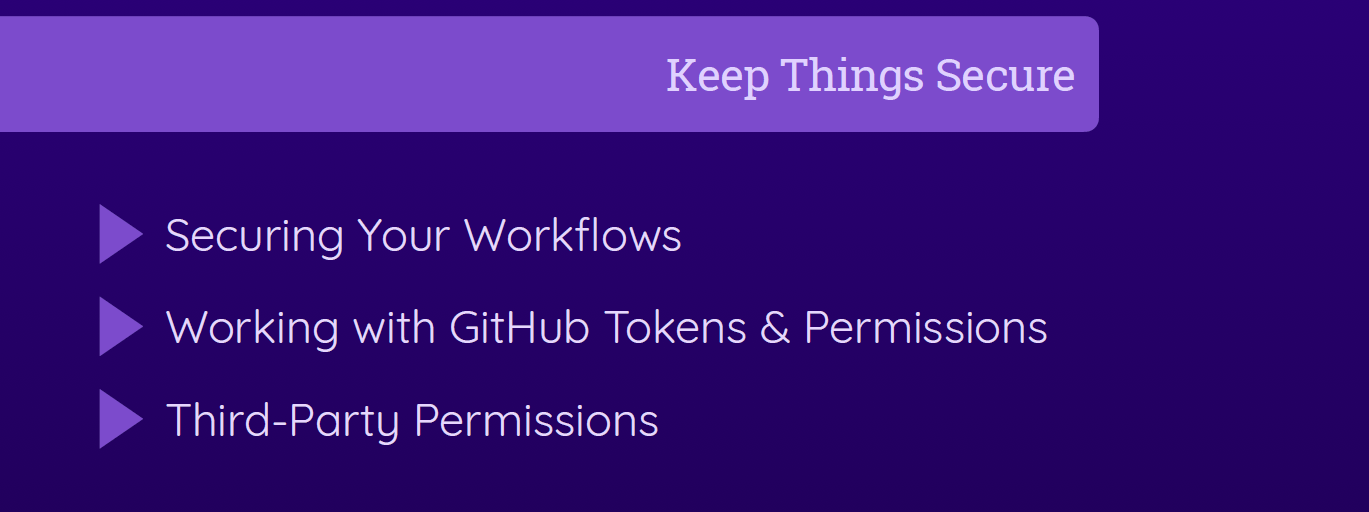 Keep Things Secure
Securing Your Workflows
Working with GitHub Tokens & Permissions
Third-Party Permissions